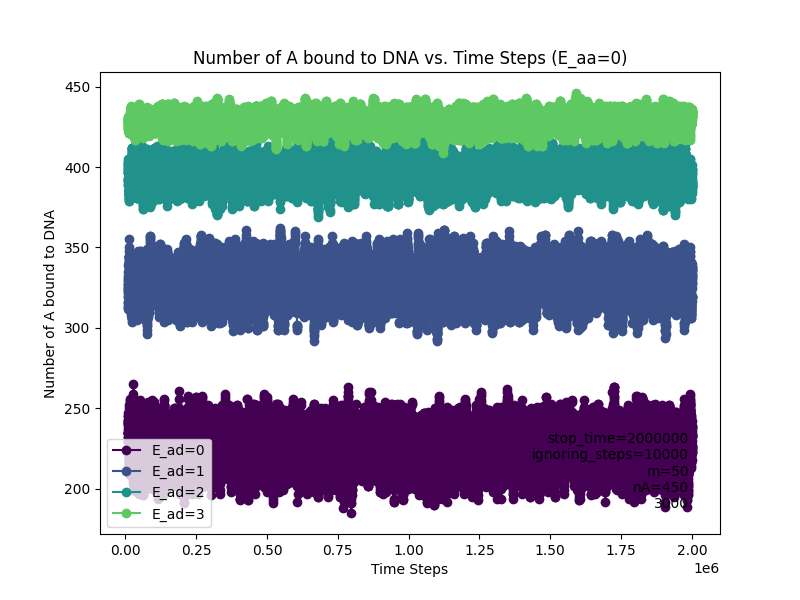 Number of A bound to DNA vs. Time Steps (E_aa=0)
Number of A bound to DNA
450
400
350
300
250
200
stop_time=2000000
ignoring_steps=10000
m=50
nA=450
3000
E_ad=0
E_ad=1
E_ad=2
E_ad=3
0.00 0.25 0.50 0.75 1.00 1.25 1.50 1.75 2.00
1e6
Time Steps